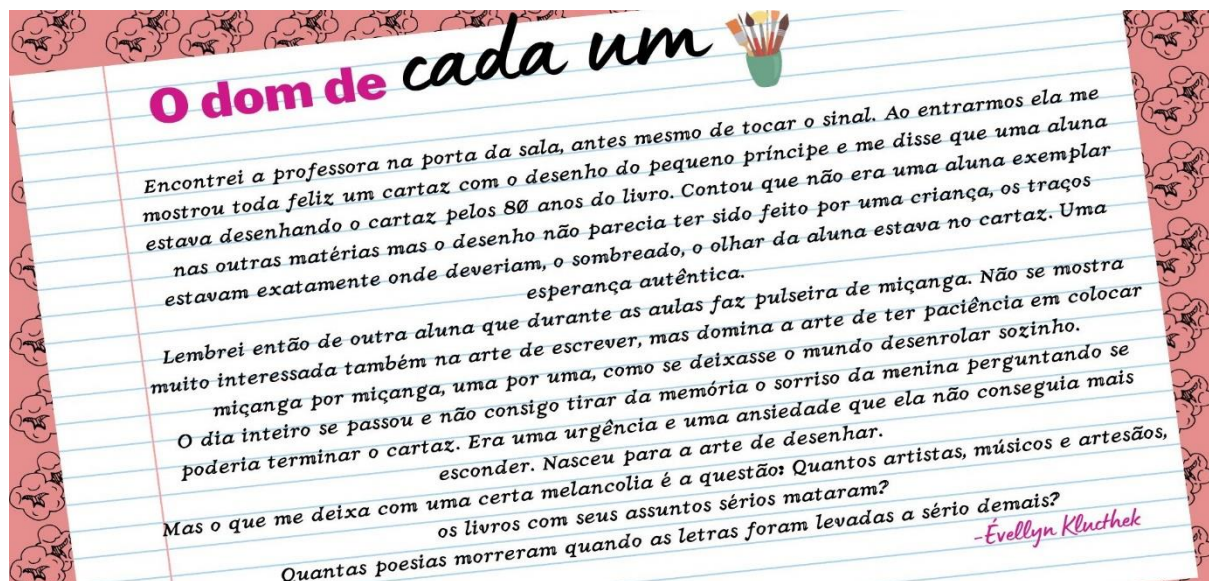 O dom de cada um
Encontrei a professora na porta da sala, antes mesmo de tocar o sinal. Ao entrarmos ela me
mostrou toda feliz um cartaz com o desenho do pequeno príncipe e me disse que uma aluna
estava desenhando o cartaz pelos 80 anos do livro. Contou que não era uma aluna exemplar
nas outras matérias mas o desenho não parecia ter sido feito por uma criança, os traços
estavam exatamente onde deveriam, o sombreado, o olhar da aluna estava no cartaz. Uma
esperança autêntica.
Lembrei então de outra aluna que durante as aulas faz pulseira de miçanga. Não se mostra
muito interessada também na arte de escrever, mas domina a arte de ter paciência em colocar
miçanga por miçanga, uma por uma, como se deixasse o mundo desenrolar sozinho.
O dia inteiro se passou e não consigo tirar da memória o sorriso da menina perguntando se
poderia terminar o cartaz. Era uma urgência e uma ansiedade que ela não conseguia mais
esconder. Nasceu para a arte de desenhar.
Mas o que me deixa com uma certa melancolia é a questão: Quantos artistas, músicos e artesãos,
os livros com seus assuntos sérios mataram?
Quantas poesias morreram quando as letras foram levadas a sério demais?
-Évellyn Klucthek